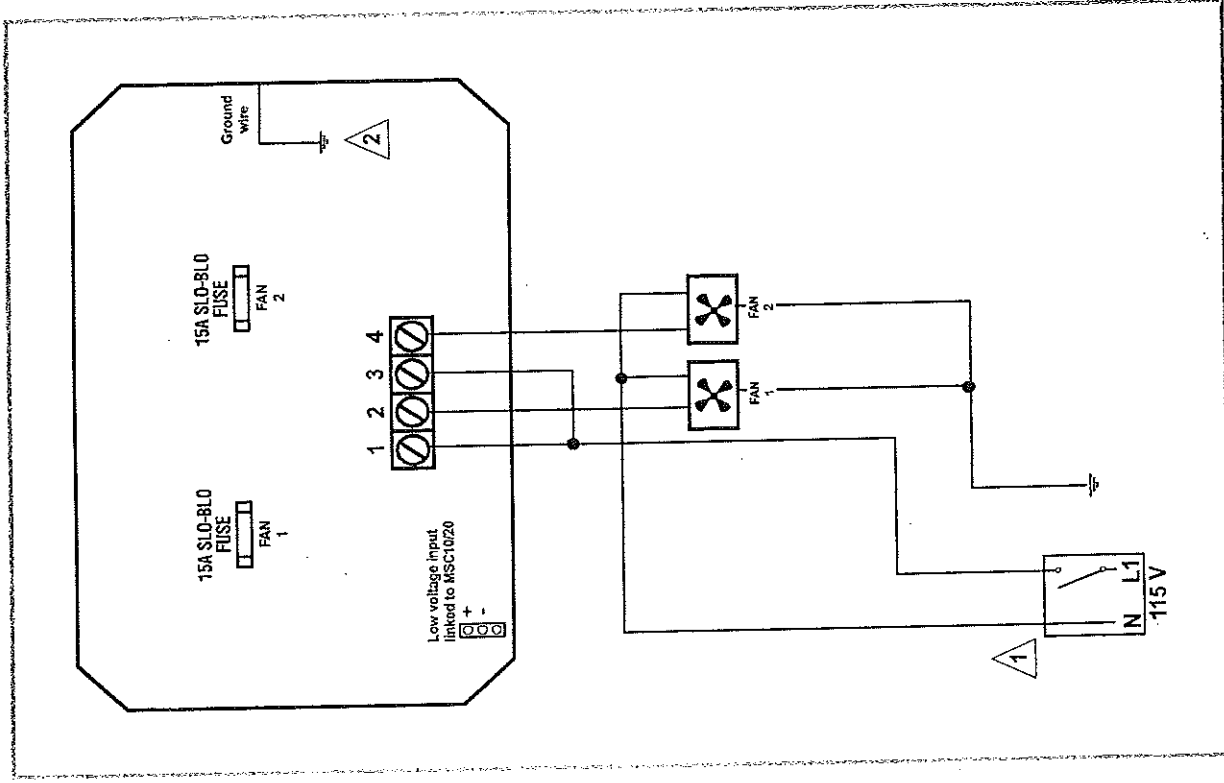 15A SLO-BLO
FUSE
FAN
1
15A SLO-BLO
FUSE
FAN
2
Ground
wire
2
Low voltage input
linked to MSC10/20
+
-
1 2 3 4
FAN
1
FAN
2
1
N L1
115 V